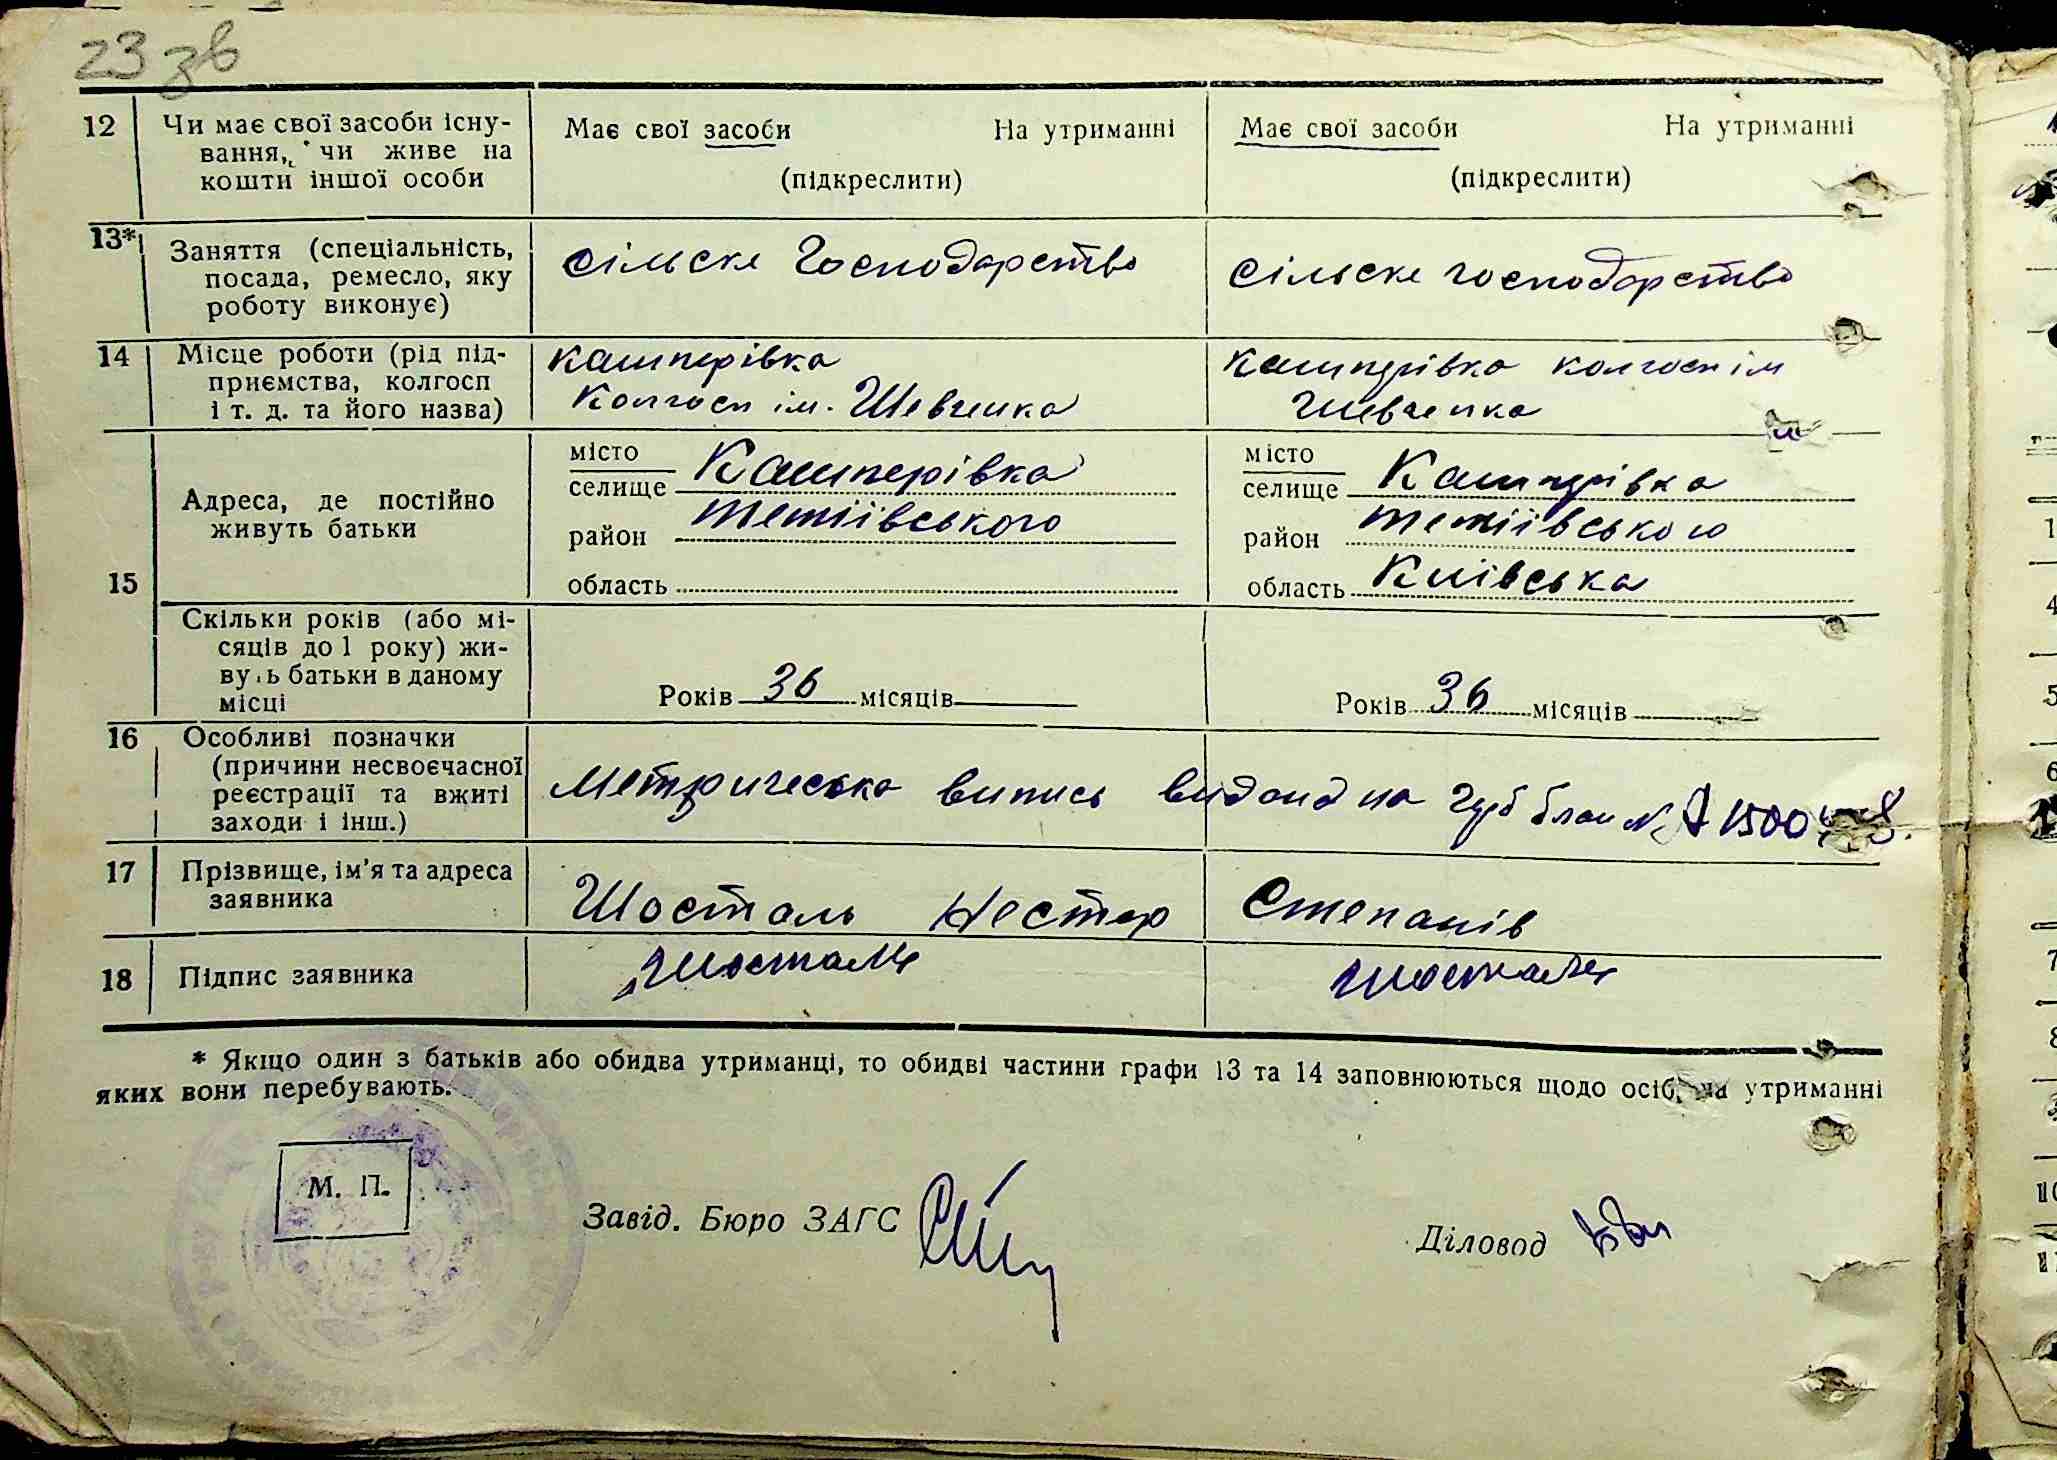 23 зв
12 Чи має свої засоби існу- Має свої засоби На утриманні Має свої засоби На утриманні
вання, чи живе на
кошти іншої особи (підкреслити) (підкреслити)
13* Заняття (спеціальність, сільске господарство сільске господарство
посада, ремесло, яку
роботу виконує)
14 Місце роботи (рід під- Кашперівка Кашперівка колгосп ім
приємства, колгосп Колгосп ім. Шевченка Шевченка
і т. д. та його назва)
15 Адреса, де постійно місто Кашперівка місто Кашперівка
живуть батьки селище селище
район Тетіївського район Тетіївського
область область Київська
Скільки років (або мі-
сяців до 1 року) жи-
вуть батьки в даному Років 36 місяців Років 36 місяців
місці
16 Особливі позначки
(причини несвоєчасної Метрическа випись видана на
реєстрації та вжиті
заходи і інш.)
17 Прізвище, ім'я та адреса Шосталь Нестор Степанів
заявника
18 Підпис заявника Шосталь Шосталь
* Якщо один з батьків або обидва утриманці, то обидві частини графи 13 та 14 заповнюються щодо осіб, на утриманні
яких вони перебувають.
М. П.
Завід. Бюро ЗАГС Діловод